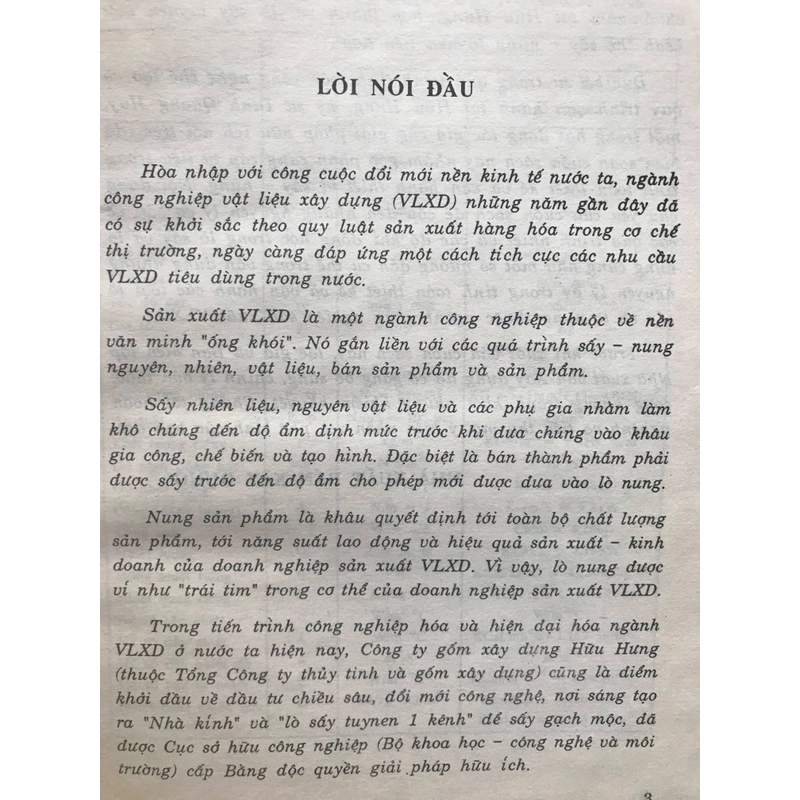 LỜI NÓI ĐẦU
Hòa nhập với công cuộc đổi mới nền kinh tế nước ta, ngành
công nghiệp vật liệu xây dựng (VLXD) những năm gần đây đã
có sự khởi sắc theo quy luật sản xuất hàng hóa trong cơ chế
thị trường, ngày càng đáp ứng một cách tích cực các nhu cầu
VLXD tiêu dùng trong nước.
Sản xuất VLXD là một ngành công nghiệp thuộc về nền
văn minh "ống khói". Nó gắn liền với các quá trình sấy - nung
nguyên, nhiên, vật liệu, bán sản phẩm và sản phẩm.
Sấy nhiên liệu, nguyên vật liệu và các phụ gia nhằm làm
khô chúng đến độ ẩm định mức trước khi đưa chúng vào khâu
gia công, chế biến và tạo hình. Đặc biệt là bán thành phẩm phải
được sấy trước đến độ ẩm cho phép mới được đưa vào lò nung.
Nung sản phẩm là khâu quyết định tới toàn bộ chất lượng
sản phẩm, tới năng suất lao động và hiệu quả sản xuất - kinh
doanh của doanh nghiệp sản xuất VLXD. Vì vậy, lò nung được
ví như "trái tim" trong cơ thể của doanh nghiệp sản xuất VLXD.
Trong tiến trình công nghiệp hóa và hiện đại hóa ngành
VLXD ở nước ta hiện nay, Công ty gốm xây dựng Hữu Hưng
(thuộc Tổng Công ty thủy tinh và gốm xây dựng) cũng là điểm
khởi đầu về đầu tư chiều sâu, đổi mới công nghệ, nơi sáng tạo
ra "Nhà kính" và "lò sấy tuynen 1 kênh" để sấy gạch mộc, đã
được Cục sở hữu công nghiệp (Bộ khoa học - công nghệ và môi
trường) cấp Bằng độc quyền giải pháp hữu ích.
3